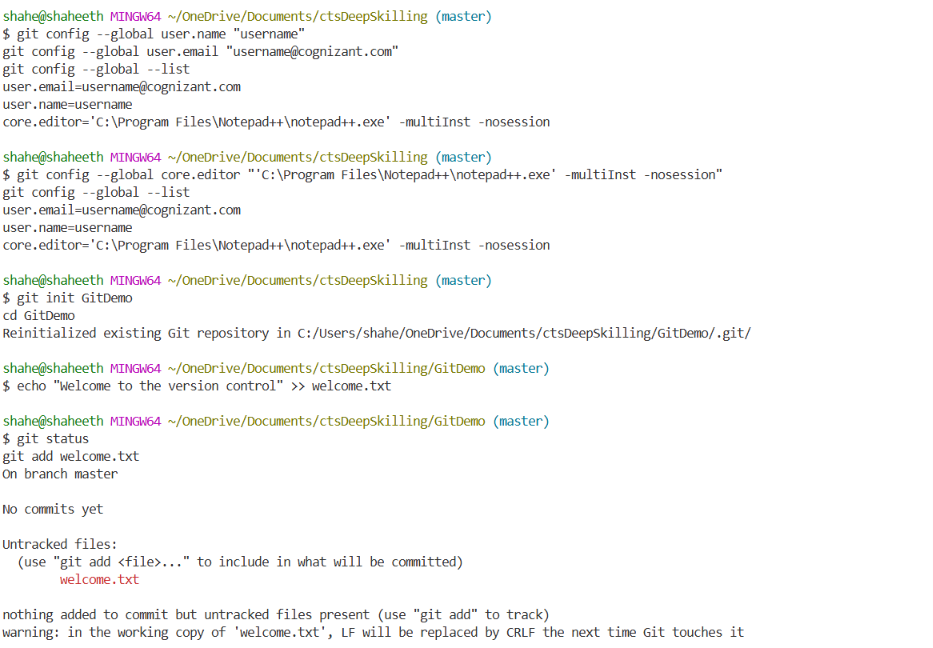 shahe@shaheeth MINGW64 ~/OneDrive/Documents/ctsDeepSkilling (master)
$ git config --global user.name "username"
git config --global user.email "username@cognizant.com"
git config --global --list
user.email=username@cognizant.com
user.name=username
core.editor='C:\Program Files\Notepad++\notepad++.exe' -multiInst -nosession
shahe@shaheeth MINGW64 ~/OneDrive/Documents/ctsDeepSkilling (master)
$ git config --global core.editor "'C:\Program Files\Notepad++\notepad++.exe' -multiInst -nosession"
git config --global --list
user.email=username@cognizant.com
user.name=username
core.editor='C:\Program Files\Notepad++\notepad++.exe' -multiInst -nosession
shahe@shaheeth MINGW64 ~/OneDrive/Documents/ctsDeepSkilling (master)
$ git init GitDemo
cd GitDemo
Reinitialized existing Git repository in C:/Users/shahe/OneDrive/Documents/ctsDeepSkilling/GitDemo/.git/
shahe@shaheeth MINGW64 ~/OneDrive/Documents/ctsDeepSkilling/GitDemo (master)
$ echo "Welcome to the version control" >> welcome.txt
shahe@shaheeth MINGW64 ~/OneDrive/Documents/ctsDeepSkilling/GitDemo (master)
$ git status
git add welcome.txt
On branch master
No commits yet
Untracked files:
  (use "git add <file>..." to include in what will be committed)
        welcome.txt
nothing added to commit but untracked files present (use "git add" to track)
warning: in the working copy of 'welcome.txt', LF will be replaced by CRLF the next time Git touches it